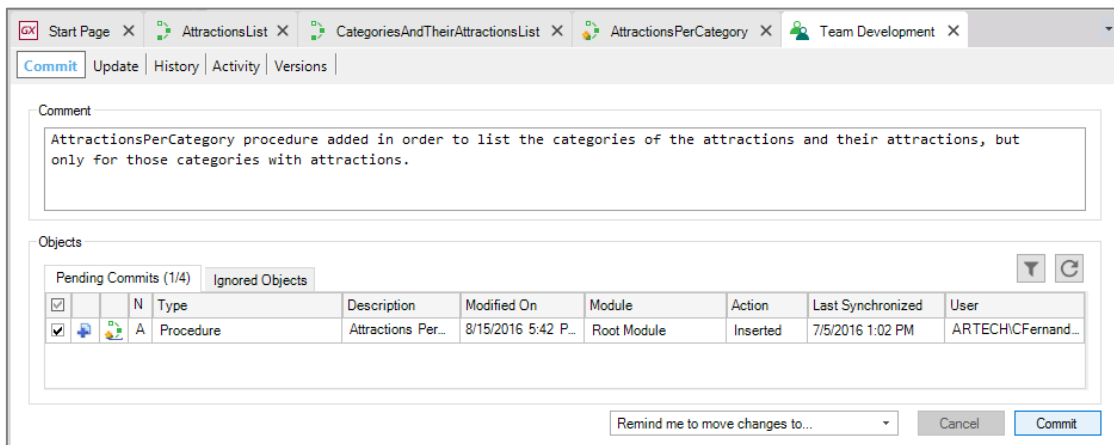 GX Start Page AttractionsList CategoriesAndTheirAttractionsList AttractionsPerCategory Team Development
Commit Update History Activity Versions
Comment
AttractionsPerCategory procedure added in order to list the categories of the attractions and their attractions, but
only for those categories with attractions.
Objects
Pending Commits (1/4) Ignored Objects
N Type Description Modified On Module Action Last Synchronized User
A Procedure Attractions Per... 8/15/2016 5:42 P... Root Module Inserted 7/5/2016 1:02 PM ARTECH\CFernand...
Remind me to move changes to... Cancel Commit